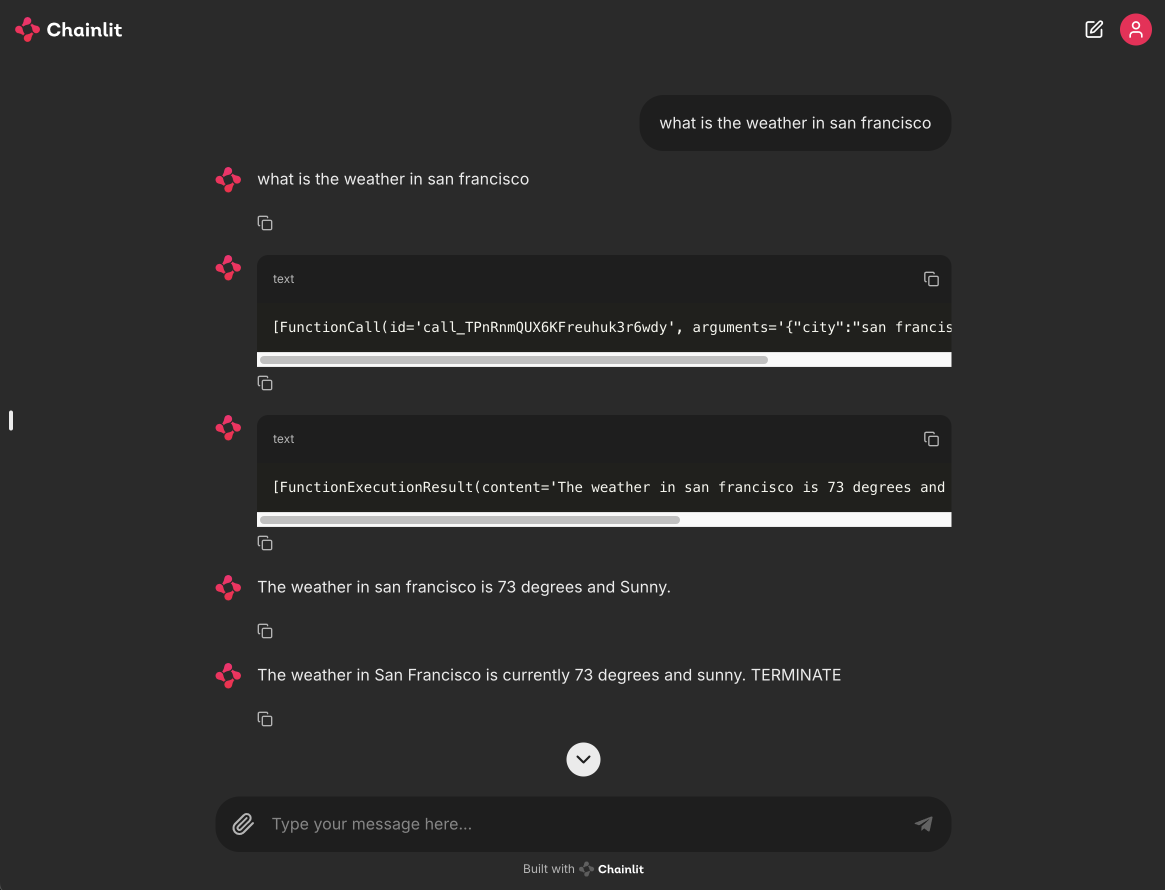 Chainlit
what is the weather in san francisco
what is the weather in san francisco
text
[FunctionCall(id='call_TPnRnmQUX6KFreuhuk3r6wdy', arguments='{"city":"san francis
text
[FunctionExecutionResult(content='The weather in san francisco is 73 degrees and
The weather in san francisco is 73 degrees and Sunny.
The weather in San Francisco is currently 73 degrees and sunny. TERMINATE
Type your message here...
Built with Chainlit